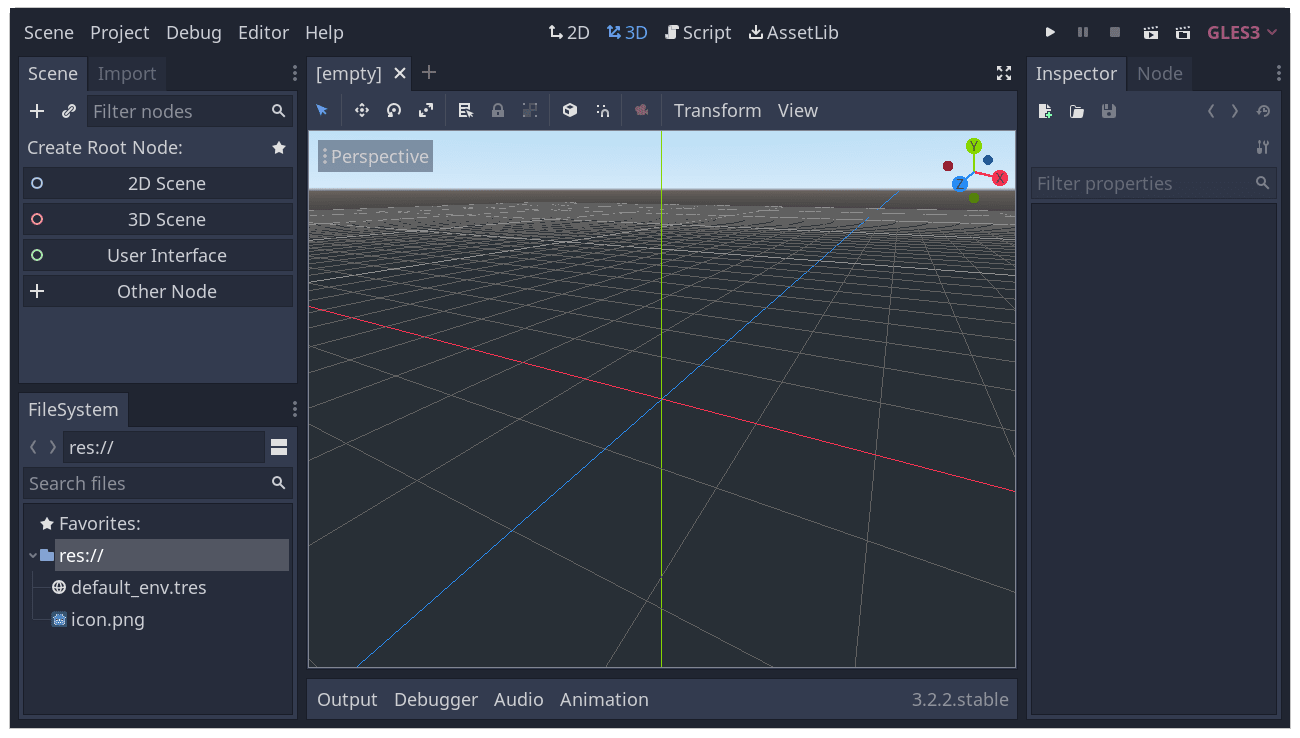 Scene Project Debug Editor Help 2D 3D Script AssetLib GLES3
Scene Import
Filter nodes
Create Root Node:
2D Scene
3D Scene
User Interface
Other Node
FileSystem
res://
Search files
Favorites:
res://
default_env.tres
icon.png
[empty]
Transform View
Perspective
Y
X
Z
Output Debugger Audio Animation 3.2.2.stable
Inspector Node
Filter properties